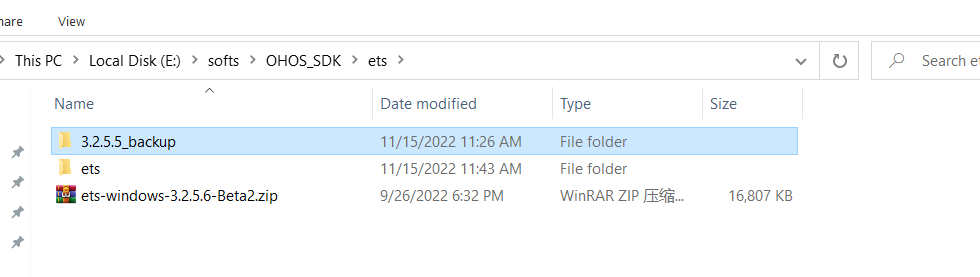 hare View
This PC > Local Disk (E:) > softs > OHOS_SDK > ets > Search et
Name Date modified Type Size
3.2.5.5_backup 11/15/2022 11:26 AM File folder
ets 11/15/2022 11:43 AM File folder
ets-windows-3.2.5.6-Beta2.zip 9/26/2022 6:32 PM WinRAR ZIP 压缩... 16,807 KB